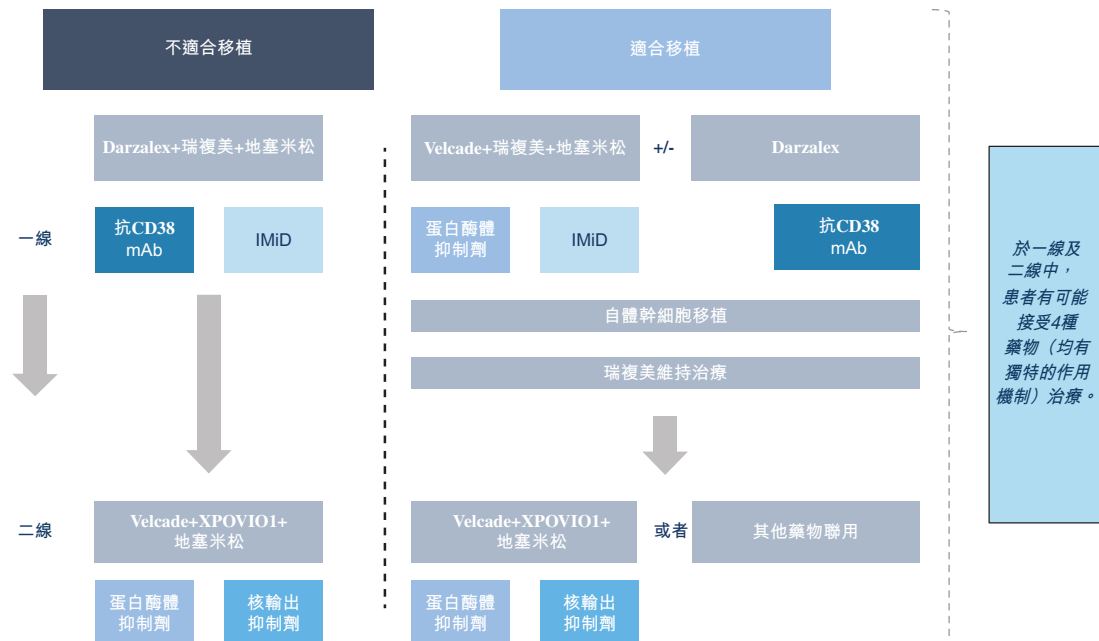 不適合移植
適合移植
Darzalex+瑞複美+地塞米松
Velcade+瑞複美+地塞米松
+/-
Darzalex
一線
抗CD38
mAb
IMiD
蛋白酶體
抑制劑
IMiD
抗CD38
mAb
自體幹細胞移植
瑞複美維持治療
二線
Velcade+XPOVIO1+
地塞米松
Velcade+XPOVIO1+
地塞米松
或者
其他藥物聯用
蛋白酶體
抑制劑
核輸出
抑制劑
蛋白酶體
抑制劑
核輸出
抑制劑
於一線及
二線中，
患者有可能
接受4種
藥物（均有
獨特的作用
機制）治療。